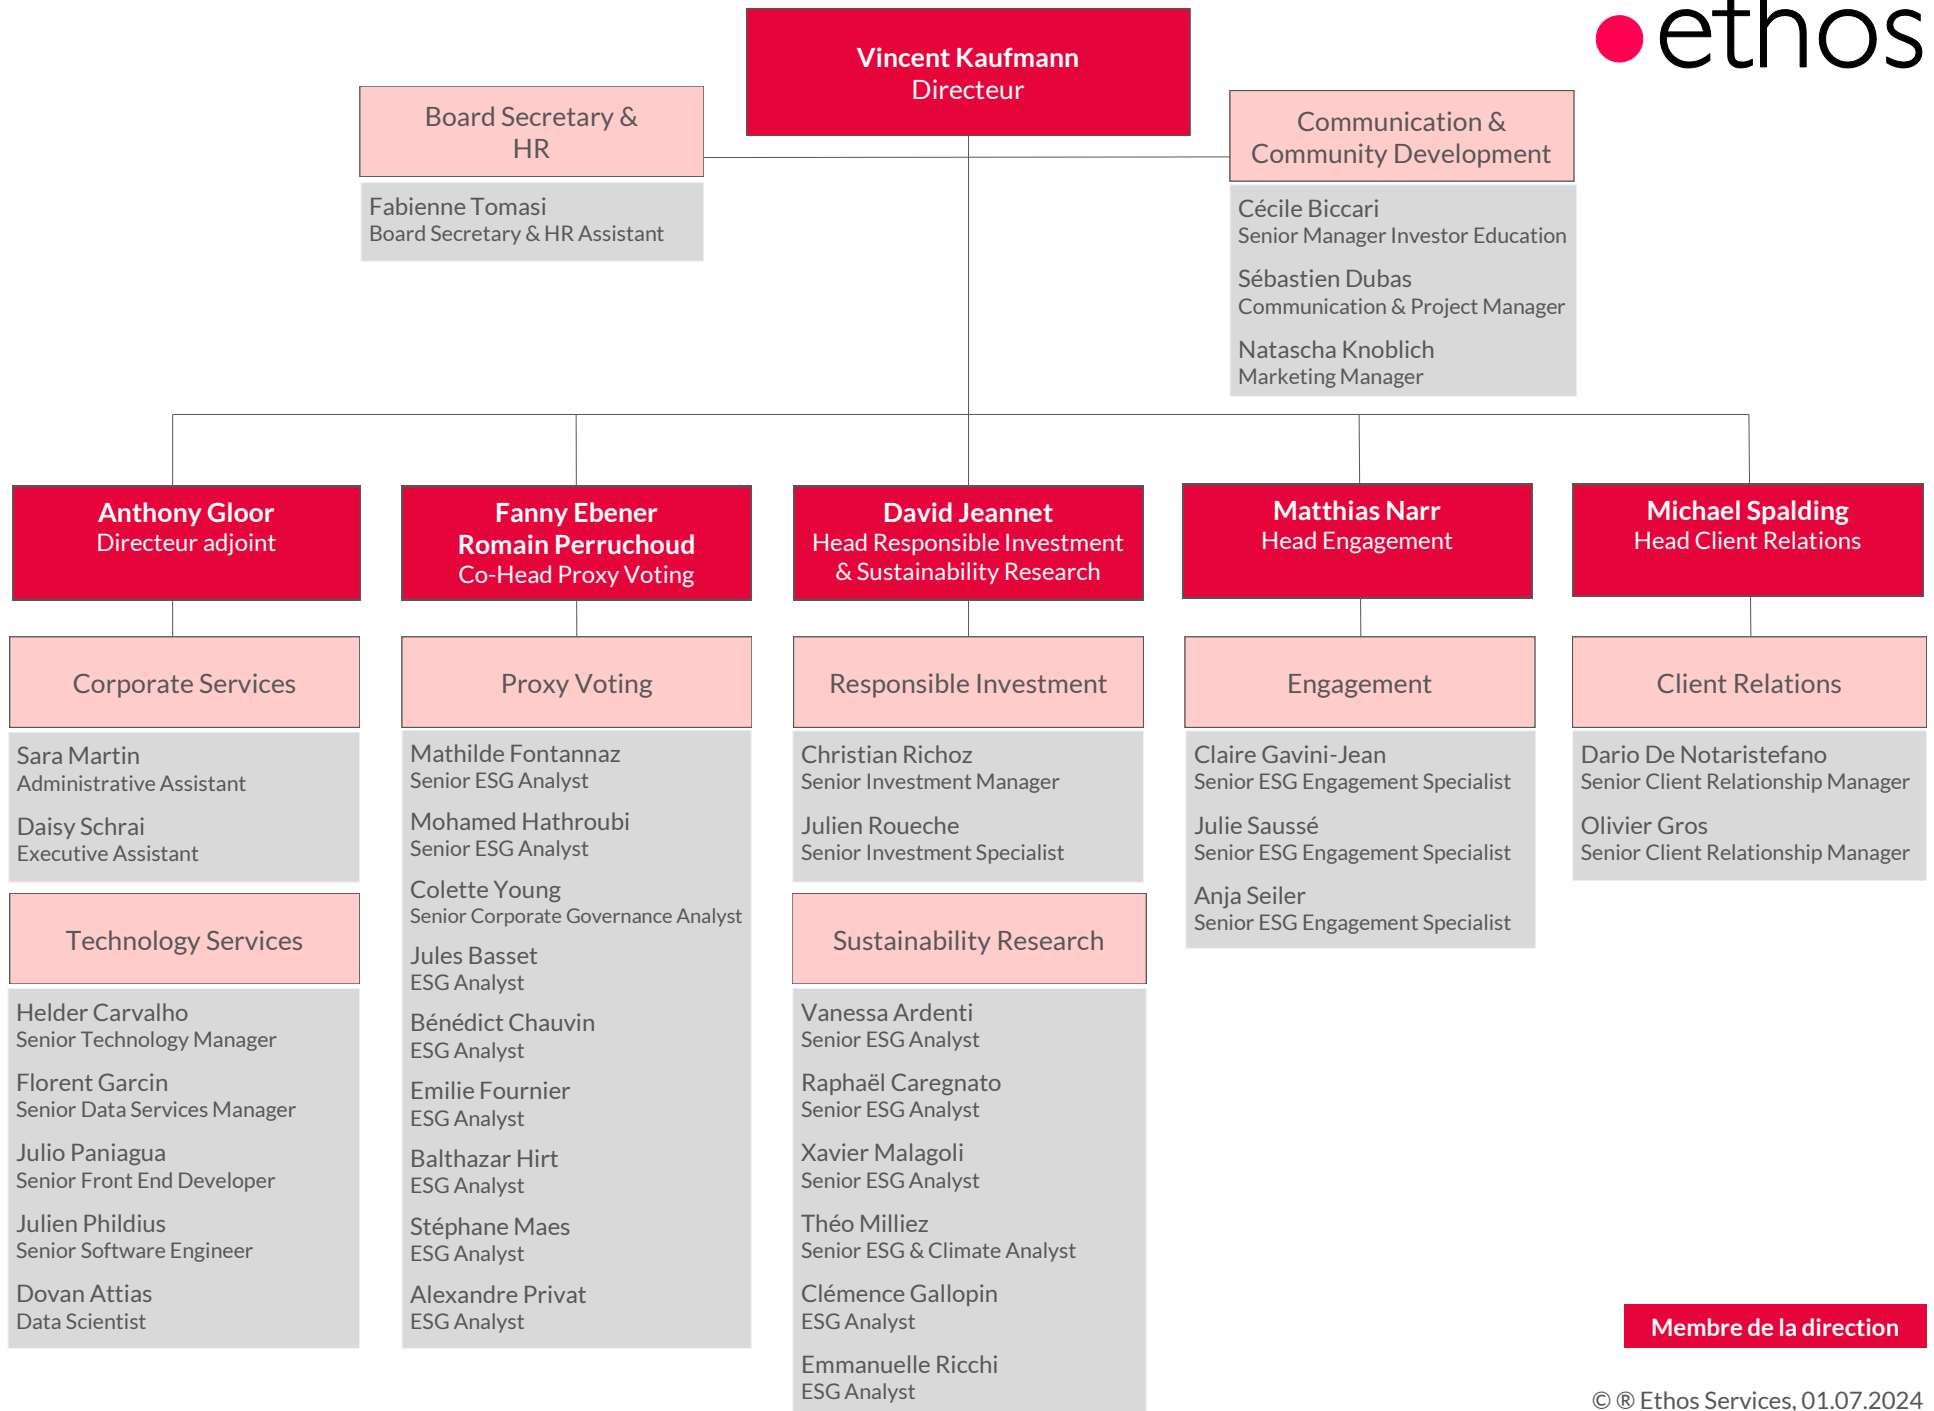 ethos
Vincent Kaufmann
Directeur
Board Secretary &
HR
Fabienne Tomasi
Board Secretary & HR Assistant
Communication &
Community Development
Cécile Biccari
Senior Manager Investor Education
Sébastien Dubas
Communication & Project Manager
Natascha Knoblich
Marketing Manager
Anthony Gloor
Directeur adjoint
Corporate Services
Sara Martin
Administrative Assistant
Daisy Schrai
Executive Assistant
Technology Services
Helder Carvalho
Senior Technology Manager
Florent Garcin
Senior Data Services Manager
Julio Paniagua
Senior Front End Developer
Julien Phildius
Senior Software Engineer
Dovan Attias
Data Scientist
Fanny Ebener
Romain Perruchoud
Co-Head Proxy Voting
Proxy Voting
Mathilde Fontannaz
Senior ESG Analyst
Mohamed Hathroubi
Senior ESG Analyst
Colette Young
Senior Corporate Governance Analyst
Jules Basset
ESG Analyst
Bénédict Chauvin
ESG Analyst
Emilie Fournier
ESG Analyst
Balthazar Hirt
ESG Analyst
Stéphane Maes
ESG Analyst
Alexandre Privat
ESG Analyst
David Jeannet
Head Responsible Investment
& Sustainability Research
Responsible Investment
Christian Richoz
Senior Investment Manager
Julien Roueche
Senior Investment Specialist
Sustainability Research
Vanessa Ardenti
Senior ESG Analyst
Raphaël Caregnato
Senior ESG Analyst
Xavier Malagoli
Senior ESG Analyst
Théo Milliez
Senior ESG & Climate Analyst
Clémence Gallopin
ESG Analyst
Emmanuelle Ricchi
ESG Analyst
Matthias Narr
Head Engagement
Engagement
Claire Gavini-Jean
Senior ESG Engagement Specialist
Julie Saussé
Senior ESG Engagement Specialist
Anja Seiler
Senior ESG Engagement Specialist
Michael Spalding
Head Client Relations
Client Relations
Dario De Notaristefano
Senior Client Relationship Manager
Olivier Gros
Senior Client Relationship Manager
Membre de la direction
© ® Ethos Services, 01.07.2024